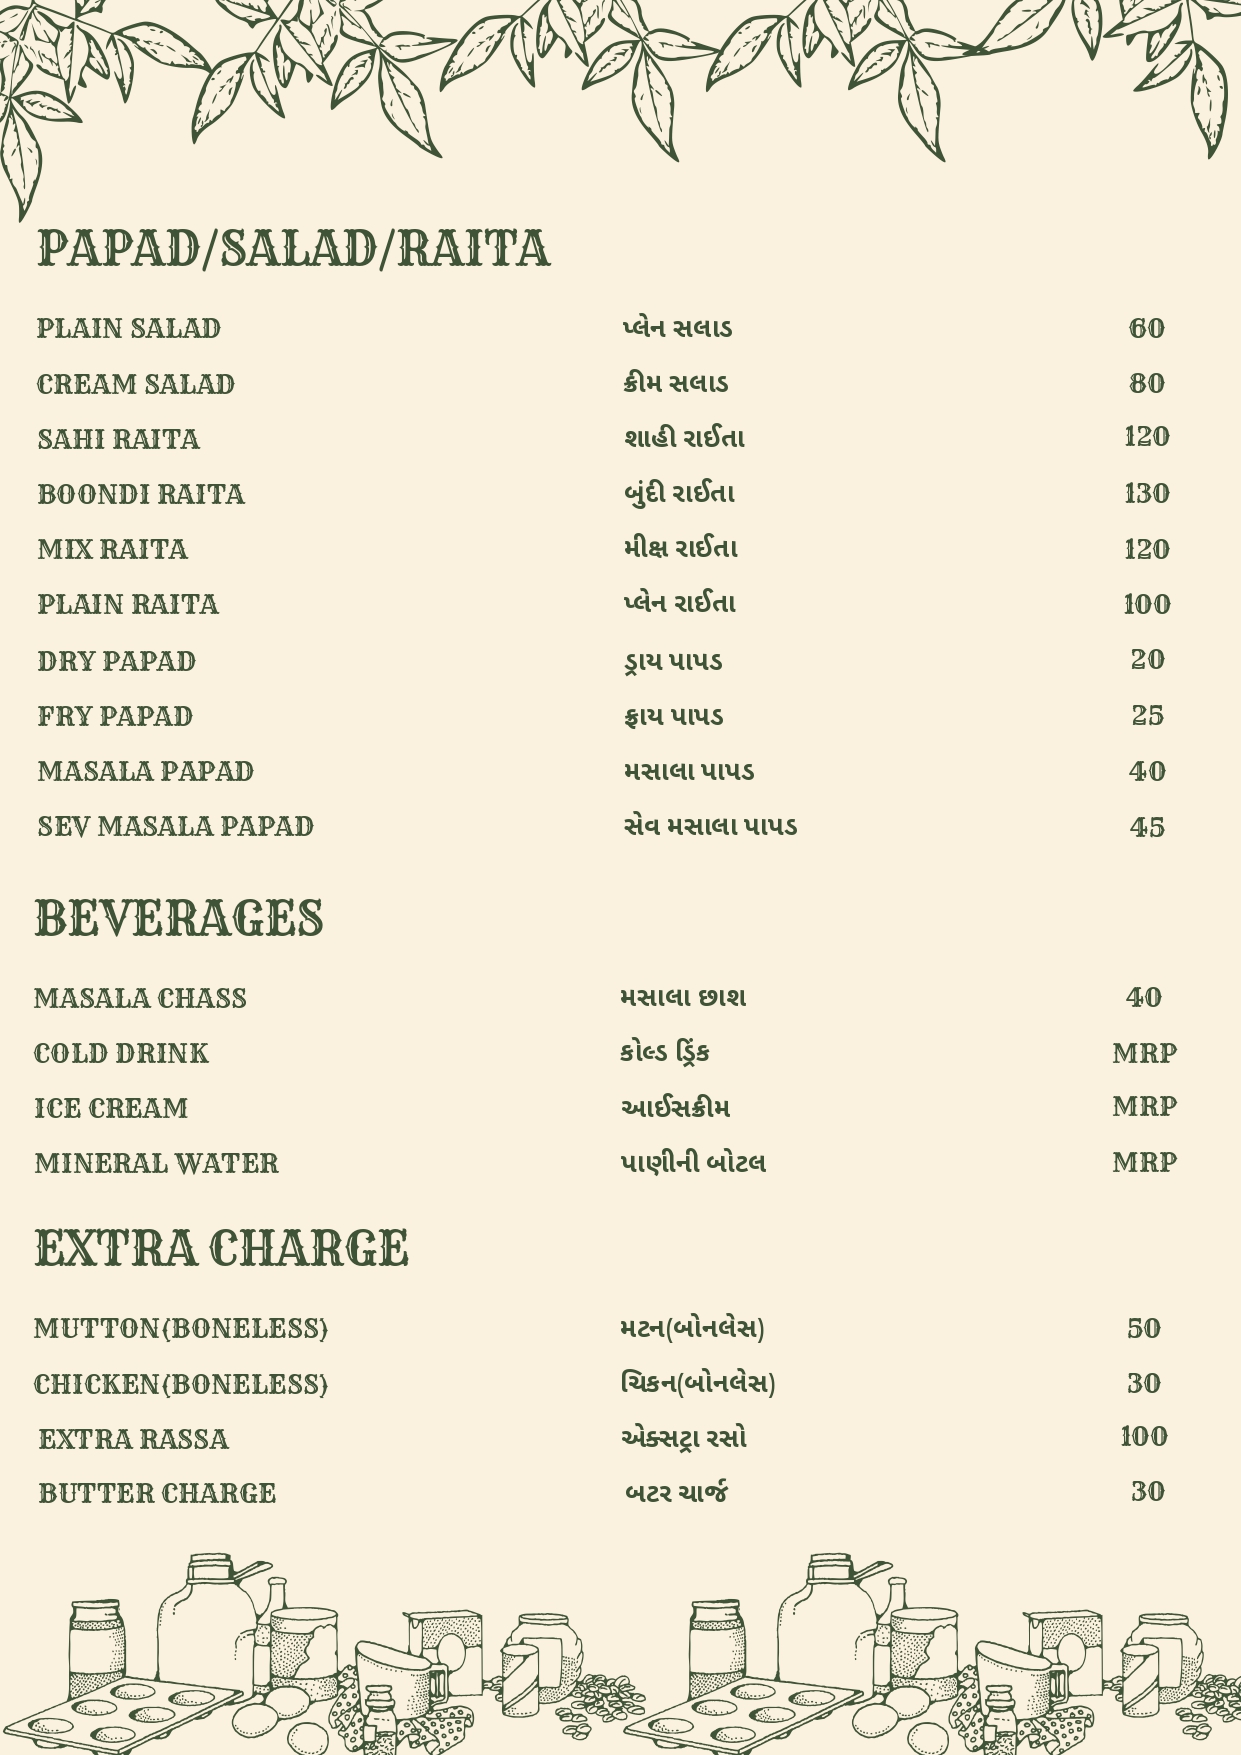 PAPAD/SALAD/RAITA
PLAIN SALAD પ્લેન સલાડ 60
CREAM SALAD ક્રીમ સલાડ 80
SAHI RAITA શાહી રાઈતા 120
BOONDI RAITA બુંદી રાઈતા 130
MIX RAITA મીક્ષ રાઈતા 120
PLAIN RAITA પ્લેન રાઈતા 100
DRY PAPAD ડ્રાય પાપડ 20
FRY PAPAD ફ્રાય પાપડ 25
MASALA PAPAD મસાલા પાપડ 40
SEV MASALA PAPAD સેવ મસાલા પાપડ 45
BEVERAGES
MASALA CHASS મસાલા છાશ 40
COLD DRINK કોલ્ડ ડ્રિંક MRP
ICE CREAM આઈસક્રીમ MRP
MINERAL WATER પાણીની બોટલ MRP
EXTRA CHARGE
MUTTON(BONELESS) મટન(બોનલેસ) 50
CHICKEN(BONELESS) ચિકન(બોનલેસ) 30
EXTRA RASSA એક્સટ્રા રસો 100
BUTTER CHARGE બટર ચાર્જ 30